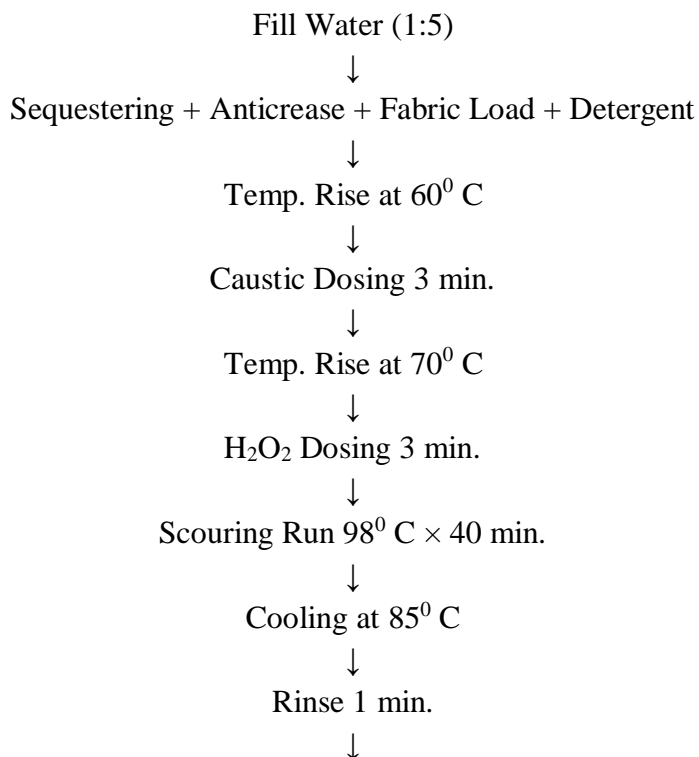 Fill Water (1:5)
↓
Sequestering + Anticrease + Fabric Load + Detergent
↓
Temp. Rise at 60⁰ C
↓
Caustic Dosing 3 min.
↓
Temp. Rise at 70⁰ C
↓
H₂O₂ Dosing 3 min.
↓
Scouring Run 98⁰ C × 40 min.
↓
Cooling at 85⁰ C
↓
Rinse 1 min.
↓